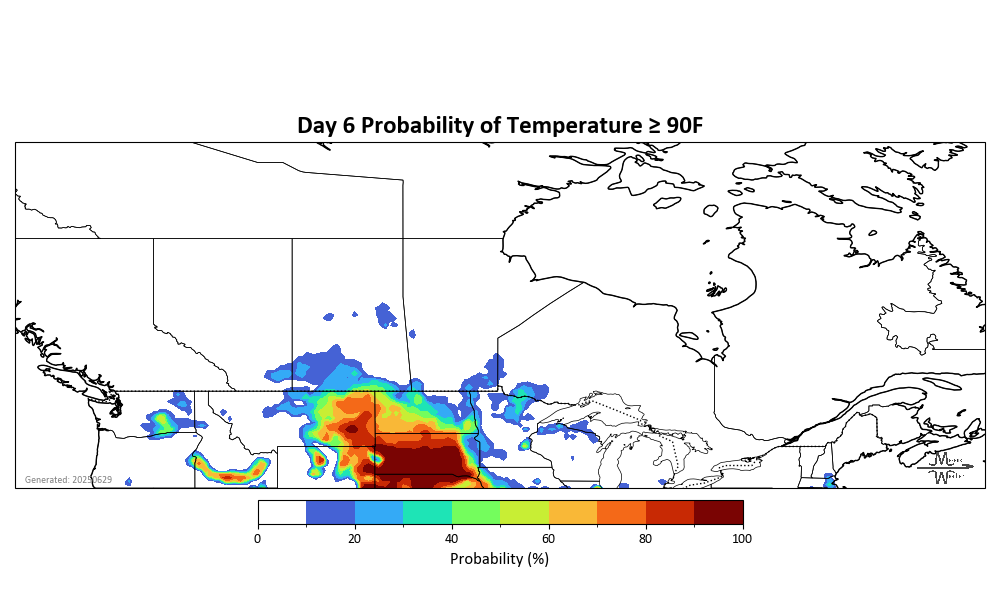 Day 6 Probability of Temperature ≥ 90F
Generated: 20250629
0 20 40 60 80 100
Probability (%)